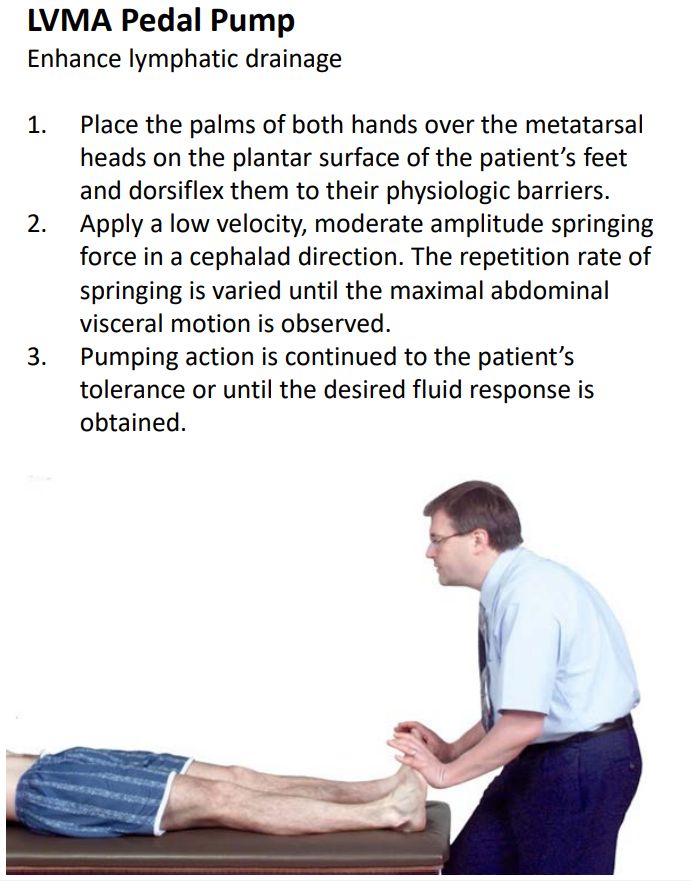 LVMA Pedal Pump
Enhance lymphatic drainage
1. Place the palms of both hands over the metatarsal
heads on the plantar surface of the patient’s feet
and dorsiflex them to their physiologic barriers.
2. Apply a low velocity, moderate amplitude springing
force in a cephalad direction. The repetition rate of
springing is varied until the maximal abdominal
visceral motion is observed.
3. Pumping action is continued to the patient’s
tolerance or until the desired fluid response is
obtained.